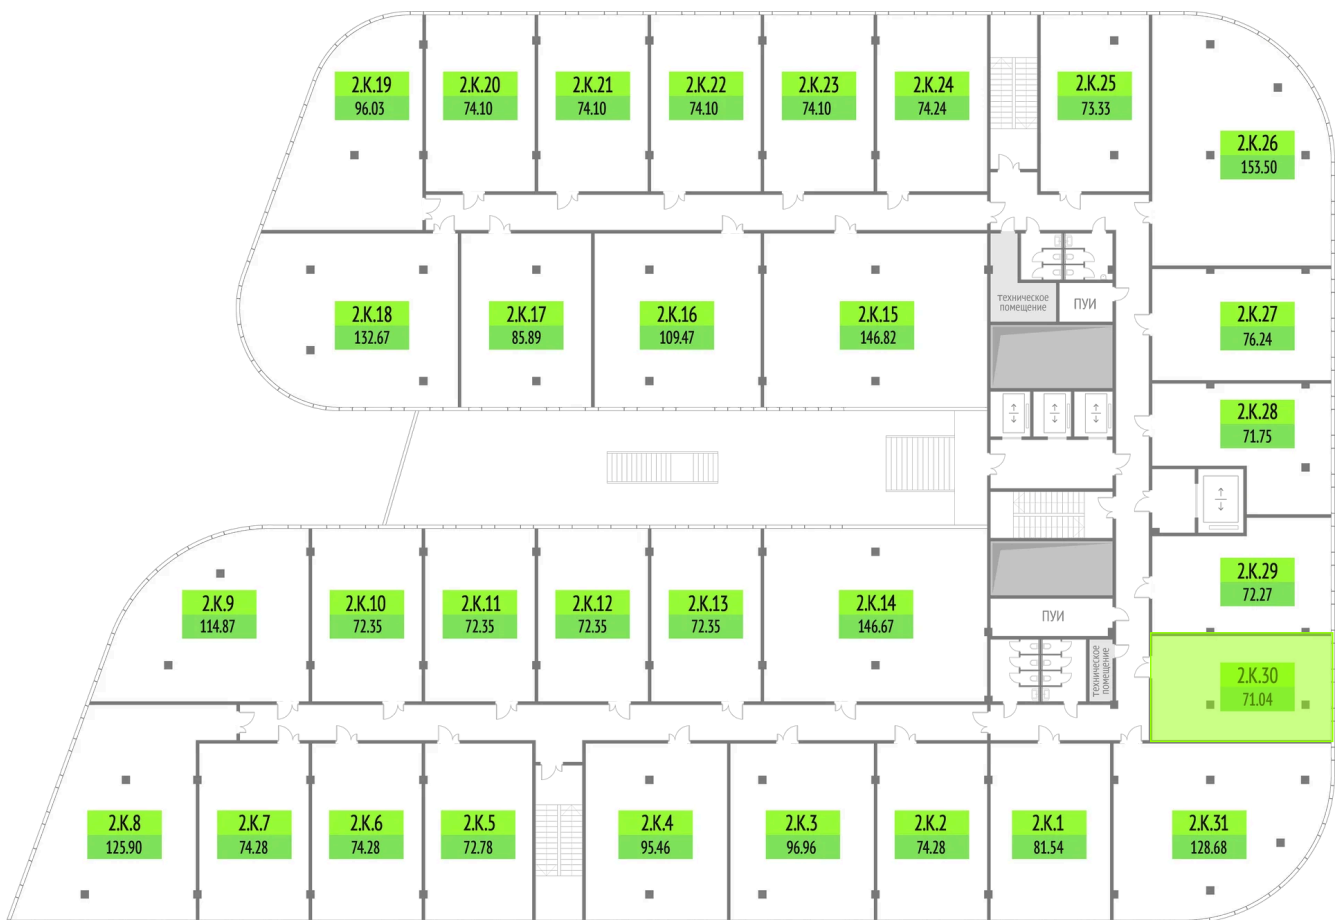 2.K.19
96.03
2.K.20
74.10
2.K.21
74.10
2.K.22
74.10
2.K.23
74.10
2.K.24
74.24
2.K.25
73.33
2.K.26
153.50
2.K.18
132.67
2.K.17
85.89
2.K.16
109.47
2.K.15
146.82
техническое
помещение
ПУИ
2.K.27
76.24
2.K.28
71.75
2.K.9
114.87
2.K.10
72.35
2.K.11
72.35
2.K.12
72.35
2.K.13
72.35
2.K.14
146.67
ПУИ
2.K.29
72.27
техническое
помещение
2.K.30
71.04
2.K.8
125.90
2.K.7
74.28
2.K.6
74.28
2.K.5
72.78
2.K.4
95.46
2.K.3
96.96
2.K.2
74.28
2.K.1
81.54
2.K.31
128.68